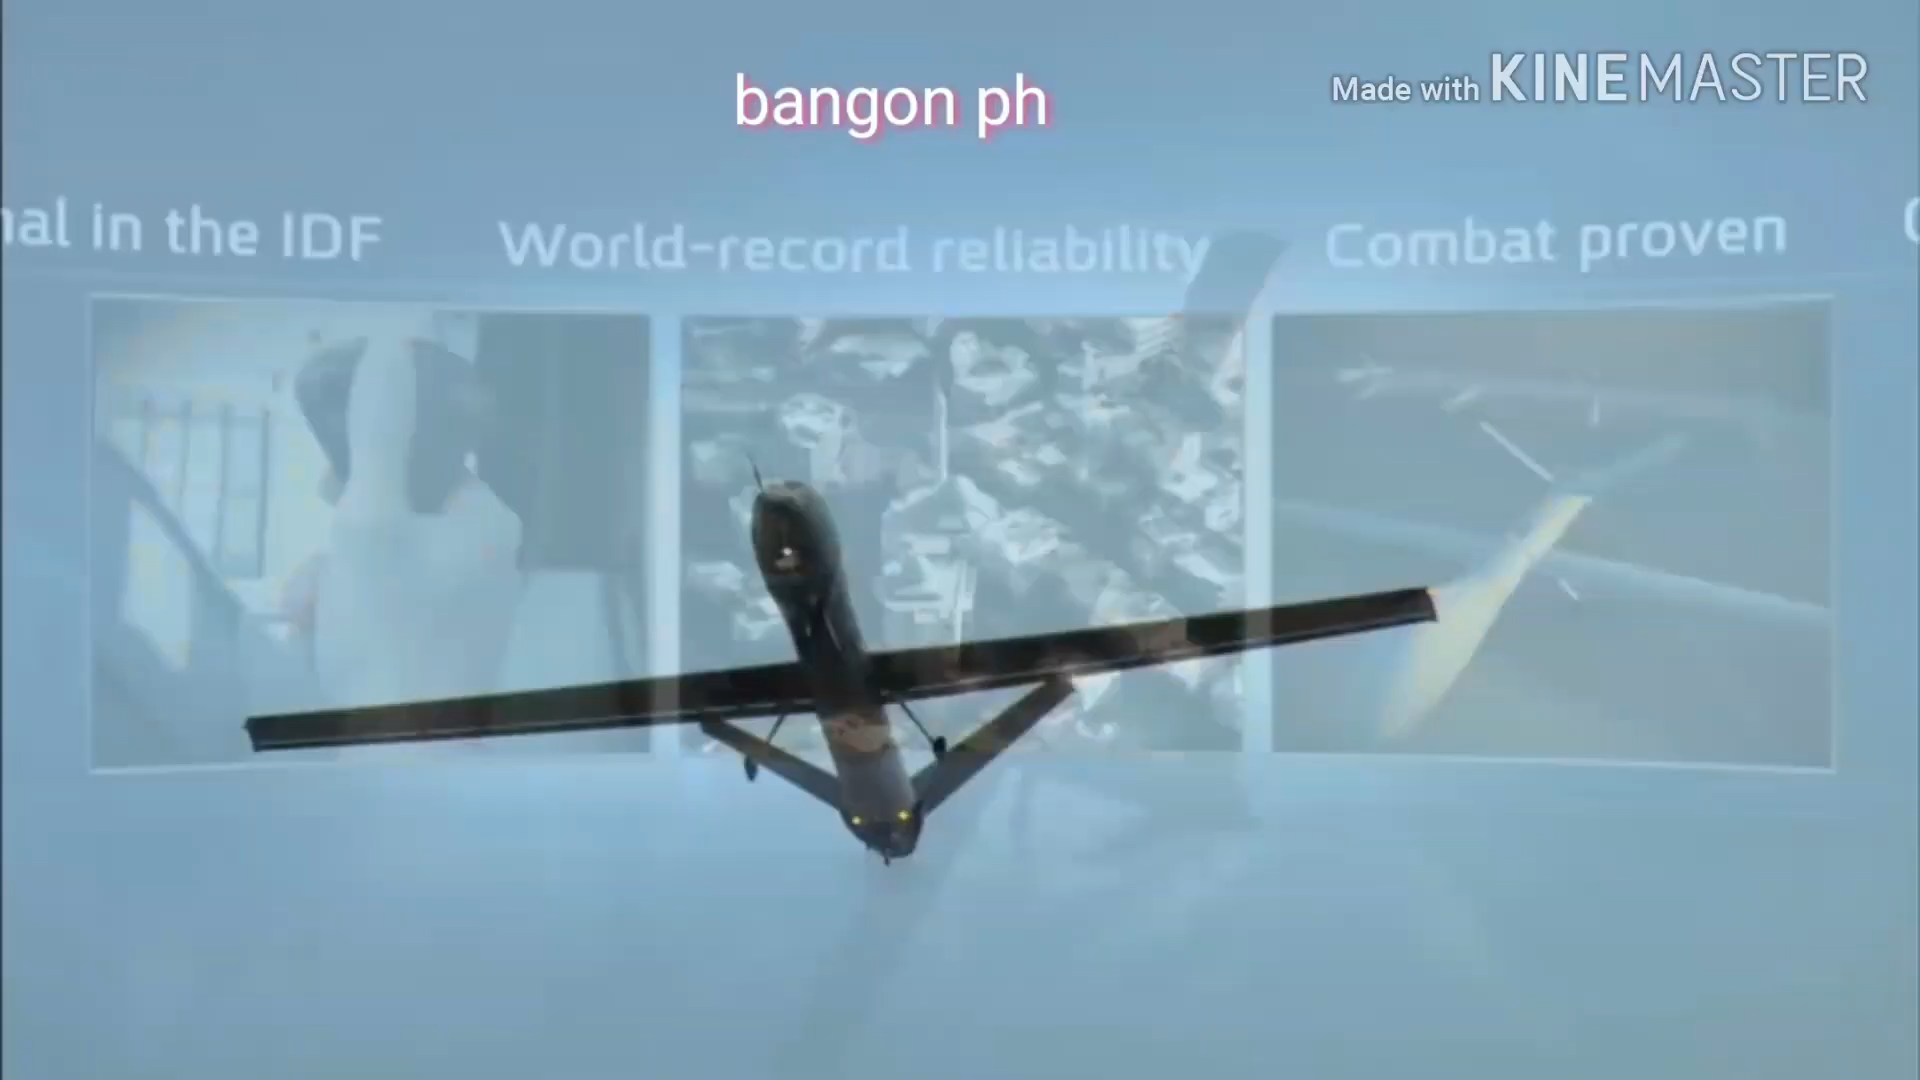 bangon ph
Made with KINEMASTER
in the IDF
World-record reliability
Combat proven